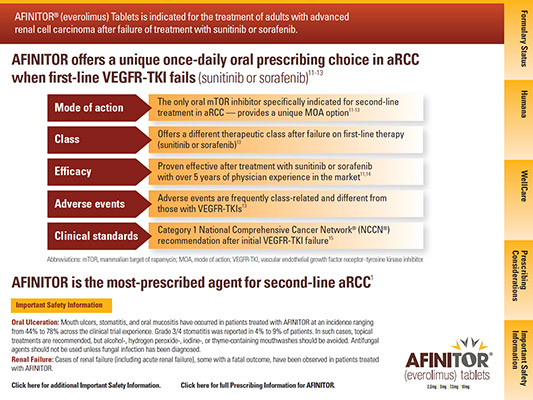 AFINITOR® (everolimus) Tablets is indicated for the treatment of adults with advanced
renal cell carcinoma after failure of treatment with sunitinib or sorafenib.
AFINITOR offers a unique once-daily oral prescribing choice in aRCC
when first-line VEGFR-TKI fails (sunitinib or sorafenib)11-13
Mode of action
The only oral mTOR inhibitor specifically indicated for second-line
treatment in aRCC — provides a unique MOA option11-13
Class
Offers a different therapeutic class after failure on first-line therapy
(sunitinib or sorafenib)13
Efficacy
Proven effective after treatment with sunitinib or sorafenib
with over 5 years of physician experience in the market11,14
Adverse events
Adverse events are frequently class-related and different from
those with VEGFR-TKIs13
Clinical standards
Category 1 National Comprehensive Cancer Network® (NCCN®)
recommendation after initial VEGFR-TKI failure15
Abbreviations: mTOR, mammalian target of rapamycin; MOA, mode of action; VEGFR-TKI, vascular endothelial growth factor receptor–tyrosine kinase inhibitor.
AFINITOR is the most-prescribed agent for second-line aRCC1
Important Safety Information
Oral Ulceration: Mouth ulcers, stomatitis, and oral mucositis have occurred in patients treated with AFINITOR at an incidence ranging
from 44% to 78% across the clinical trial experience. Grade 3/4 stomatitis was reported in 4% to 9% of patients. In such cases, topical
treatments are recommended, but alcohol-, hydrogen peroxide-, iodine-, or thyme-containing mouthwashes should be avoided. Antifungal
agents should not be used unless fungal infection has been diagnosed.
Renal Failure: Cases of renal failure (including acute renal failure), some with a fatal outcome, have been observed in patients treated
with AFINITOR.
Click here for additional Important Safety Information.
Click here for full Prescribing Information for AFINITOR.
AFINITOR®
(everolimus) tablets
2.5mg 5mg 7.5mg 10mg
Formulary Status
Humana
WellCare
Prescribing
Considerations
Important Safety
Information